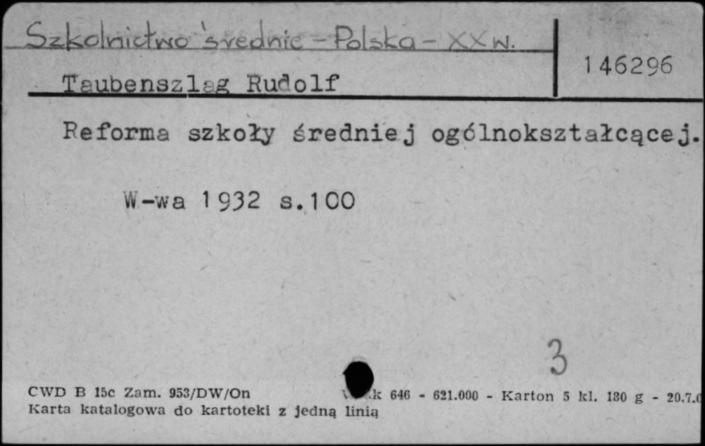 Szkolnictwo średnie - Polska - XX w.
146296
Taubenszlag Rudolf
Reforma szkoły średniej ogólnokształcącej.
W-wa 1932 s.100
3
CWD B 15c Zam. 953/DW/On 646 - 621.000 - Karton 5 kl. 180 g - 20.7.
Karta katalogowa do kartoteki z jedną linią